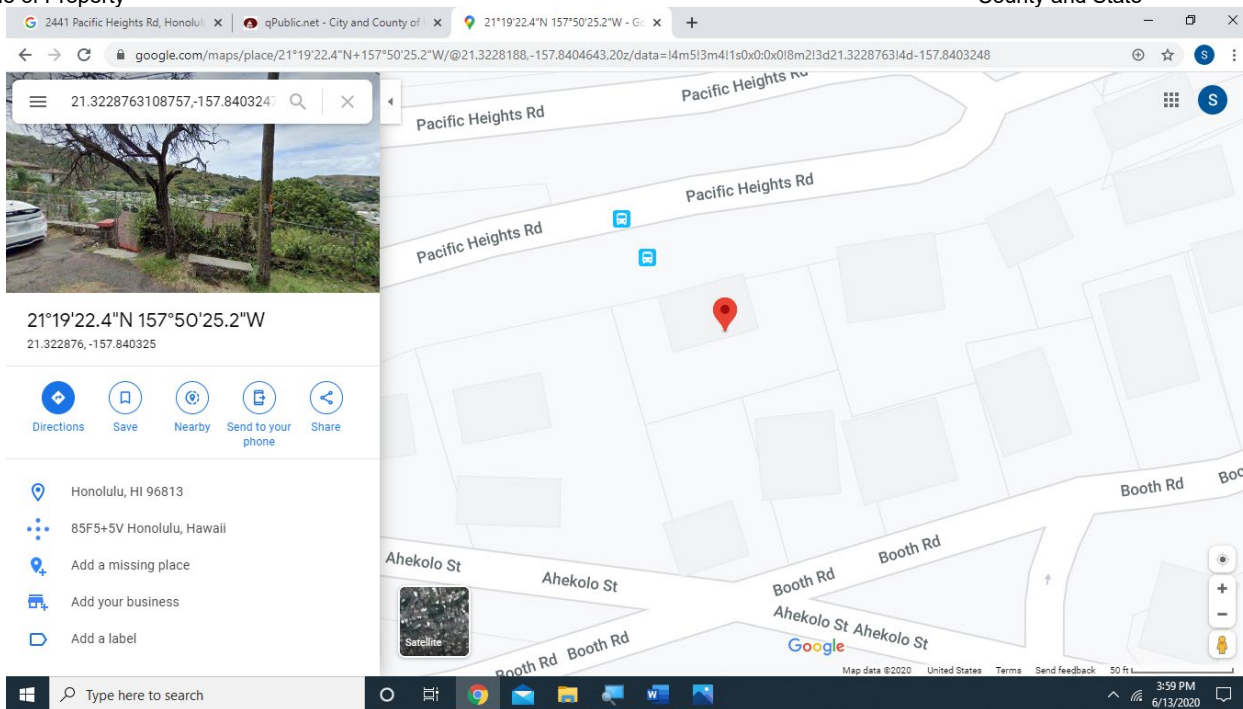 of Property
County and State
2441 Pacific Heights Rd, Honolul
qPublic.net - City and County of
21°19'22.4"N 157°50'25.2"W - Go
google.com/maps/place/21°19'22.4"N+157°50'25.2"W/@21.3228188,-157.8404643,20z/data=!4m5!3m4!1s0x0:0x0!8m2!3d21.3228763!4d-157.8403248
S
21.3228763108757,-157.840324
S
21°19'22.4"N 157°50'25.2"W
21.322876, -157.840325
Directions
Save
Nearby
Send to your phone
Share
Honolulu, HI 96813
85F5+5V Honolulu, Hawaii
Add a missing place
Add your business
Add a label
Pacific Heights Rd
Pacific Heights Rd
Pacific Heights Rd
Pacific Heights Rd
Booth Rd
Boo
Booth Rd
Ahekolo St
Ahekolo St
Booth Rd
Ahekolo St Ahekolo St
Booth Rd Booth Rd
Satellite
Google
Map data ©2020 United States Terms Send feedback 50 ft
Type here to search
3:59 PM
6/13/2020